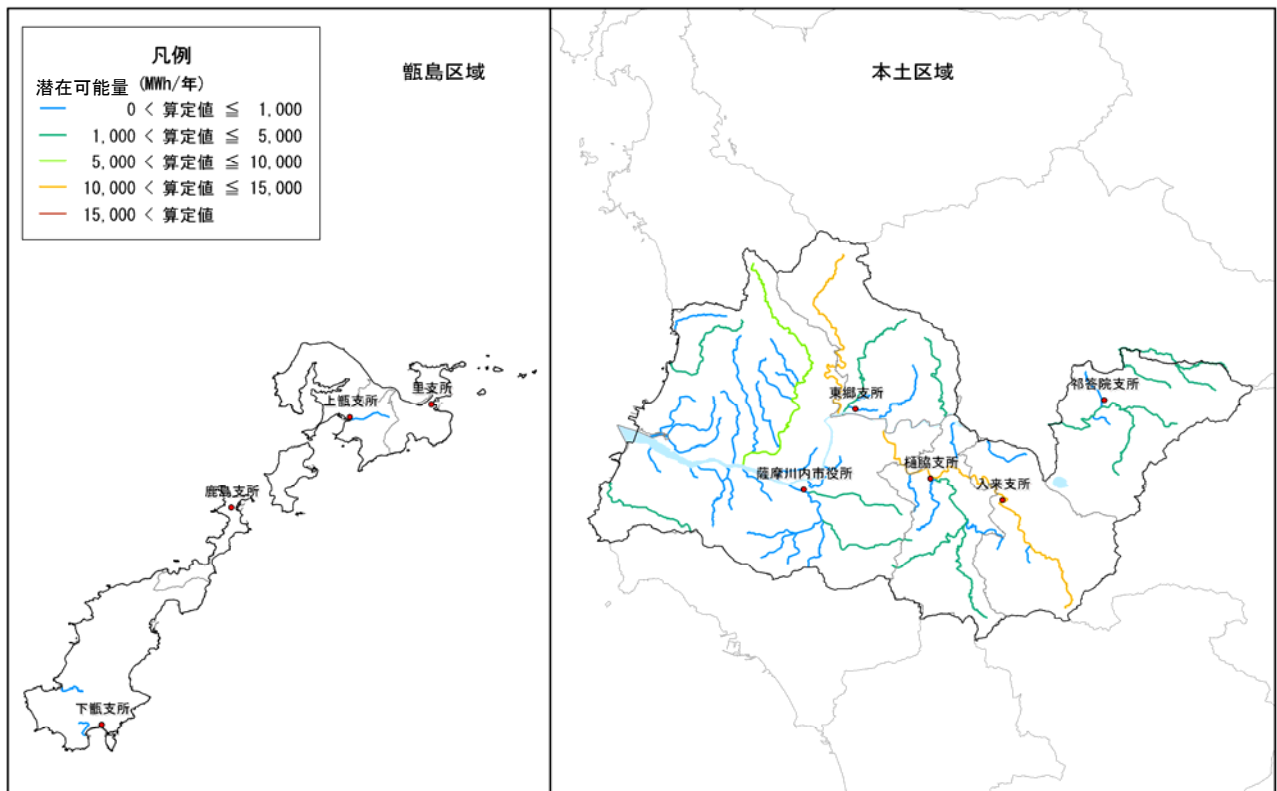 凡例
潜在可能量 (MWh/年)
0 < 算定値 ≦ 1,000
1,000 < 算定値 ≦ 5,000
5,000 < 算定値 ≦ 10,000
10,000 < 算定値 ≦ 15,000
15,000 < 算定値
甑島区域
本土区域
里支所
上甑支所
鹿島支所
下甑支所
祁答院支所
東郷支所
樋脇支所
薩摩川内市役所
入来支所